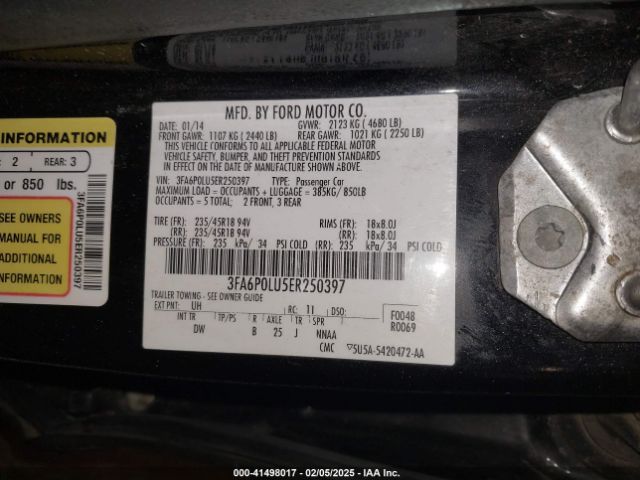 MFD. BY FORD MOTOR CO.
DATE: 01/14 GVWR: 2123 KG ( 4680 LB)
FRONT GAWR: 1107 KG ( 2440 LB) REAR GAWR: 1021 KG ( 2250 LB)
THIS VEHICLE CONFORMS TO ALL APPLICABLE FEDERAL MOTOR
VEHICLE SAFETY, BUMPER, AND THEFT PREVENTION STANDARDS
IN EFFECT ON THE DATE OF MANUFACTURE SHOWN ABOVE.
VIN: 3FA6P0LU5ER250397 TYPE: Passenger Car
MAXIMUM LOAD = OCCUPANTS + LUGGAGE = 385KG/ 850LB
OCCUPANTS = 5 TOTAL; 2 FRONT, 3 REAR
TIRE (FR): 235/45R18 94V RIMS (FR): 18x8.0J
(RR): 235/45R18 94V (RR): 18x8.0J
PRESSURE (FR): 235 kPa/ 34 PSI COLD (RR): 235 kPa/ 34 PSI COLD
3FA6P0LU5ER250397
TRAILER TOWING - SEE OWNER GUIDE
EXT PNT: UH RC: 11 DSO: F0048
R0069
INT TR TP/PS R AXLE TR SPR
DW B 25 J NNAA
CMC ▽5U5A-5420472-AA
INFORMATION
: 2 REAR: 3
or 850 lbs.
SEE OWNERS
MANUAL FOR
ADDITIONAL
INFORMATION
3FA6P0LU5ER250397
©2Way #: 41498017 - 02/05/2025 - IAA Inc.